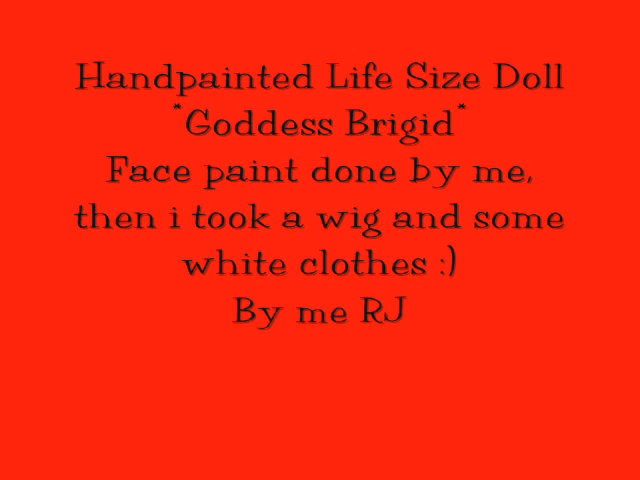 Handpainted Life Size Doll
*Goddess Brigid*
Face paint done by me,
then i took a wig and some
white clothes :)
By me RJ